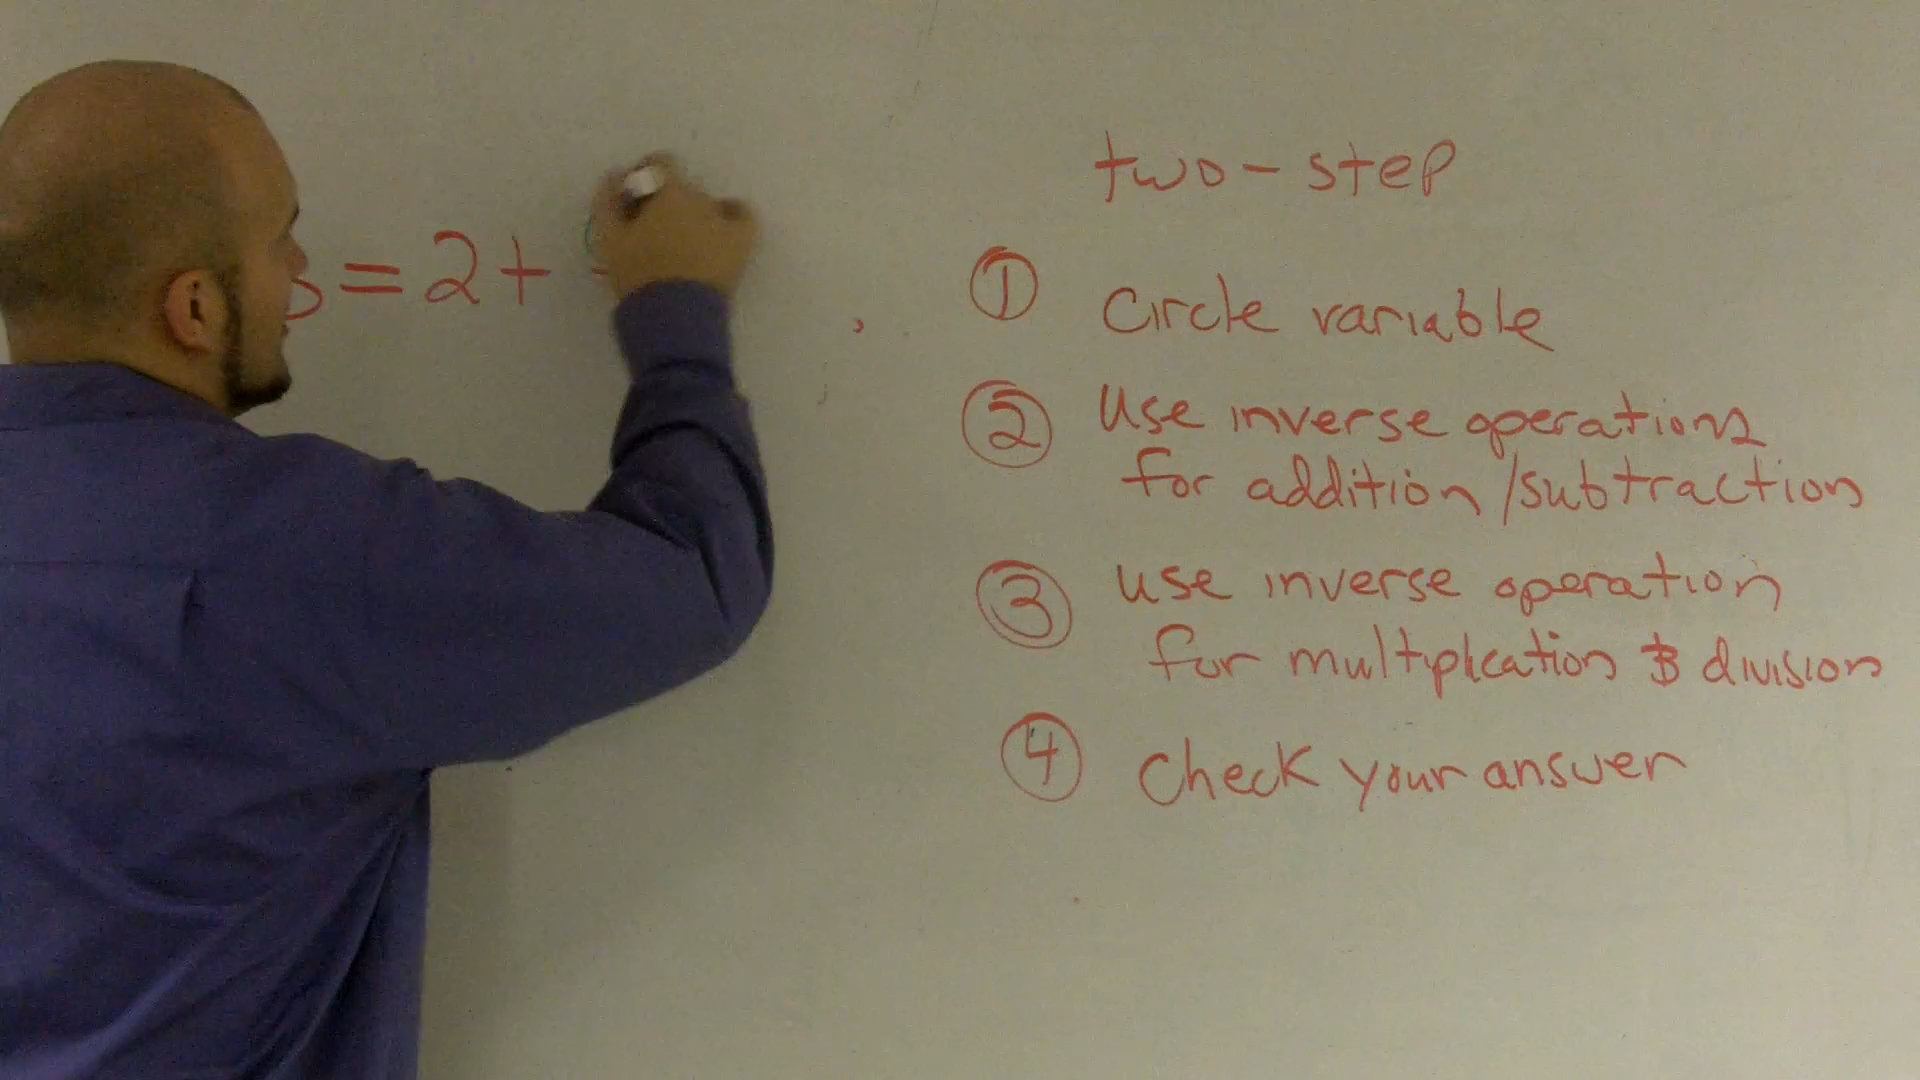 = 2 +
two-step
① Circle variable
② Use inverse operations
for addition/subtraction
③ use inverse operation
for multiplication & division
④ Check your answer